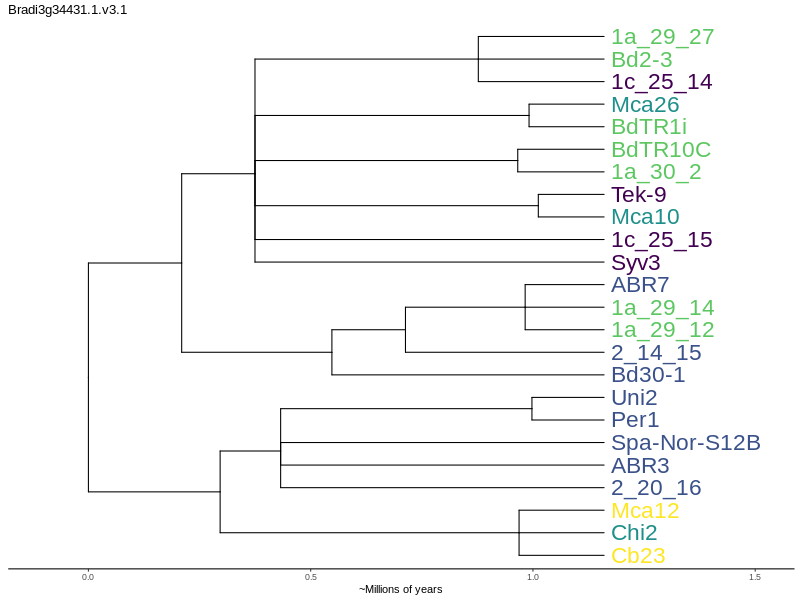 Bradi3g34431.1.v3.1
1a_29_27
Bd2-3
1c_25_14
Mca26
BdTR1i
BdTR10C
1a_30_2
Tek-9
Mca10
1c_25_15
Syv3
ABR7
1a_29_14
1a_29_12
2_14_15
Bd30-1
Uni2
Per1
Spa-Nor-S12B
ABR3
2_20_16
Mca12
Chi2
Cb23
0.0 0.5 1.0 1.5
~Millions of years